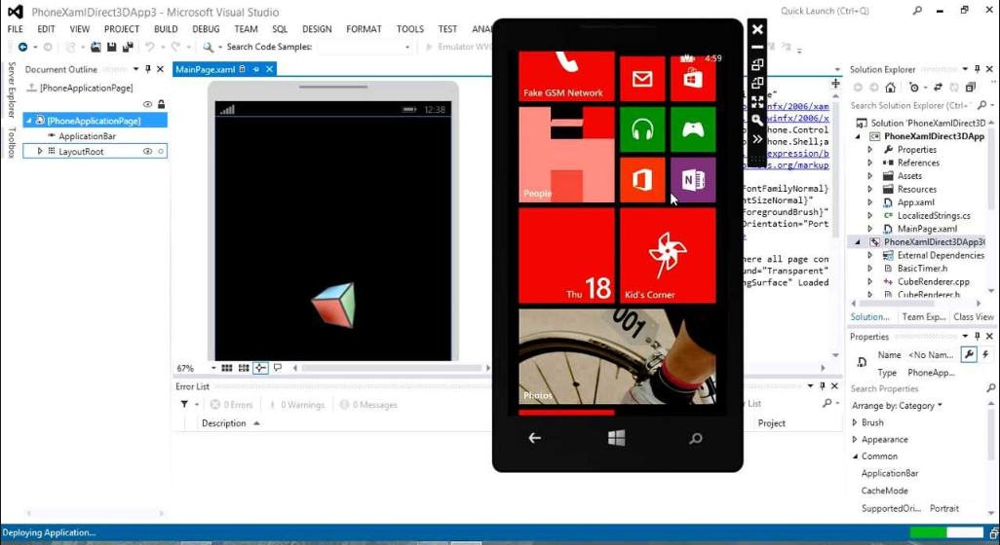 PhoneXamlDirect3DApp3 - Microsoft Visual Studio
Quick Launch (Ctrl+Q)
FILE EDIT VIEW PROJECT BUILD DEBUG TEAM SQL DESIGN FORMAT TOOLS TEST
Search Code Samples:
Emulator WV
Server Explorer
Toolbox
Document Outline
[PhoneApplicationPage]
[PhoneApplicationPage]
ApplicationBar
LayoutRoot
MainPage.xaml
12:38
67%
4:59
Fake GSM Network
People
Thu 18
Kid's Corner
001
Photos
infx/2006/x
hone.Control
hone.Shell;a
expression/b
s.org/markup
FontFamilyNormal}
ntSizeNormal}"
ForegroundBrush}"
Orientation="Port
here all page con
und="Transparent"
ngSurface" Loaded
Error List
0 Errors
0 Warnings
0 Messages
Description
Project
Solution Explorer
Search Solution Explorer (Ctrl+
Solution 'PhoneXamlDirect3D
PhoneXamlDirect3DApp
Properties
References
Assets
Resources
App.xaml
LocalizedStrings.cs
MainPage.xaml
PhoneXamlDirect3DApp3
External Dependencies
BasicTimer.h
CubeRenderer.cpp
CubeRenderer.h
Solution... Team Exp... Class View
Properties
Name <No Nam...
Type PhoneApp...
Search Properties
Arrange by: Category
Brush
Appearance
Common
ApplicationBar
CacheMode
SupportedOri... Portrait
Deploying Application...